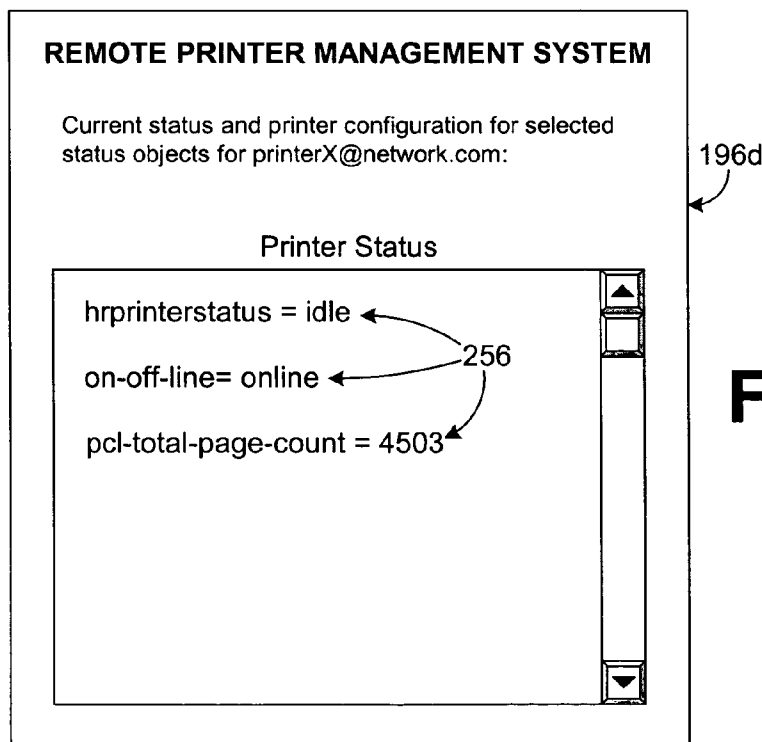 REMOTE PRINTER MANAGEMENT SYSTEM
Current status and printer configuration for selected
status objects for printerX@network.com:
196d
Printer Status
hrprinterstatus = idle
256
on-off-line= online
pcl-total-page-count = 4503
F